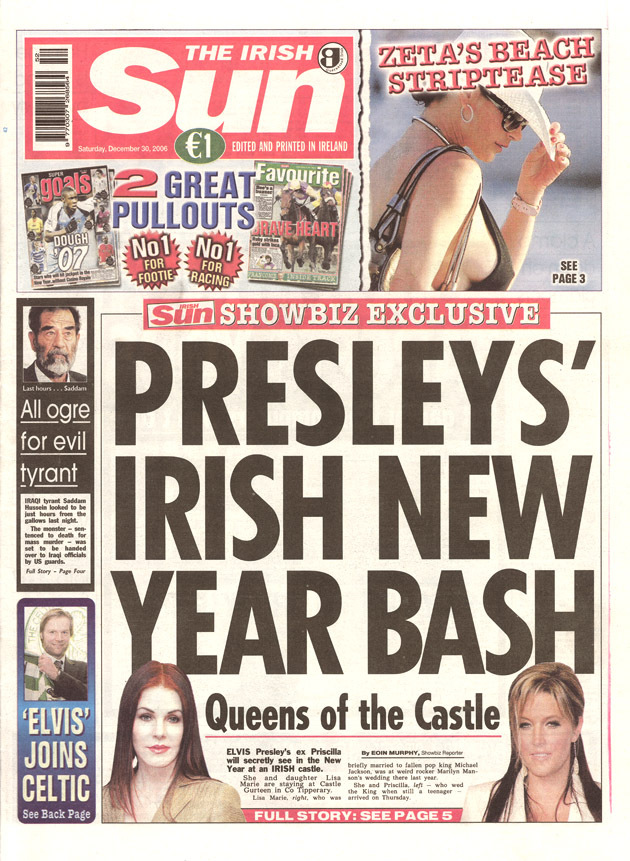 THE IRISH
Sun
52
9 770007 269564
Saturday, December 30, 2006
€1
EDITED AND PRINTED IN IRELAND
ZETA'S BEACH
STRIPTEASE
SEE
PAGE 3
2 GREAT
PULLOUTS
SUPER
goals
DOUGH
07
No1
FOR
FOOTIE
No1
FOR
RACING
Favourite
BRAVE HEART
IRISH
Sun SHOWBIZ EXCLUSIVE
PRESLEYS'
IRISH NEW
YEAR BASH
Last hours . . . Saddam
All ogre
for evil
tyrant
IRAQI tyrant Saddam
Hussein looked to be
just hours from the
gallows last night.
The monster – sen-
tenced to death for
mass murder – was
set to be handed
over to Iraqi officials
by US guards.
Full Story – Page Four
'ELVIS'
JOINS
CELTIC
See Back Page
Queens of the Castle
ELVIS Presley's ex Priscilla
will secretly see in the New
Year at an IRISH castle.
She and daughter Lisa
Marie are staying at Castle
Gurteen in Co Tipperary.
Lisa Marie, right, who was
By EOIN MURPHY, Showbiz Reporter
briefly married to fallen pop king Michael
Jackson, was at weird rocker Marilyn Man-
son's wedding there last year.
She and Priscilla, left – who wed
the King when still a teenager –
arrived on Thursday.
FULL STORY: SEE PAGE 5